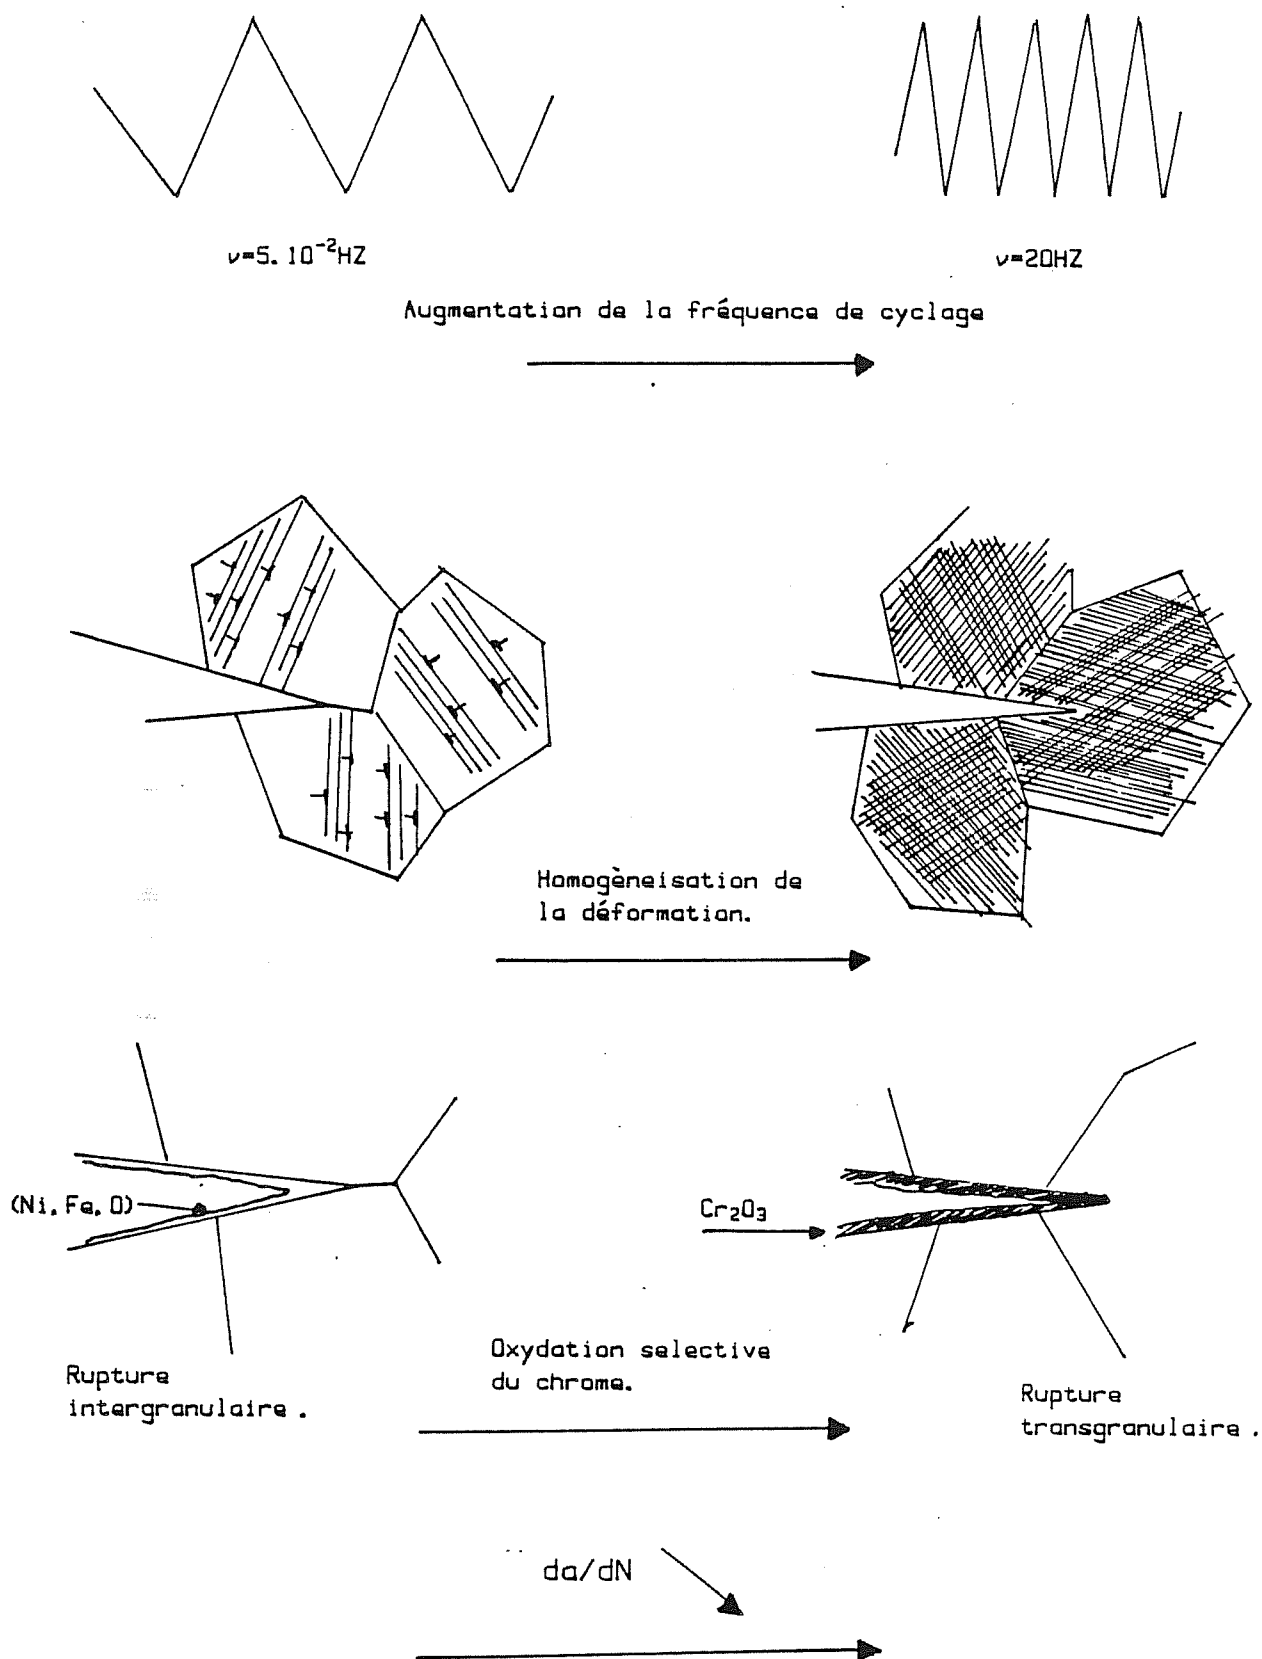 ν=5.10⁻²HZ
ν=20HZ
Augmentation de la fréquence de cyclage
Homogèneisation de
la déformation.
(Ni,Fe,O)
Cr₂O₃
Rupture
intergranulaire.
Oxydation selective
du chrome.
Rupture
transgranulaire.
da/dN